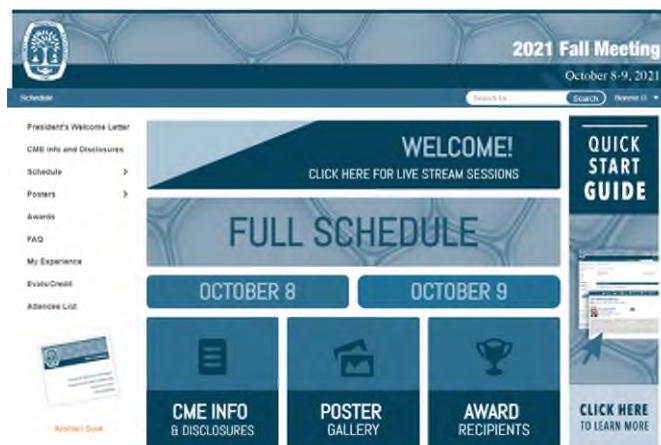 2021 Fall Meeting
October 8-9, 2021
Schedule
Search for
Search
Bonnie G.
President's Welcome Letter
CME Info and Disclosures
Schedule >
Posters >
Awards
FAQ
My Experience
Evals/Credit
Attendee List
Abstract Book
WELCOME!
CLICK HERE FOR LIVE STREAM SESSIONS
FULL SCHEDULE
OCTOBER 8
OCTOBER 9
CME INFO
& DISCLOSURES
POSTER
GALLERY
AWARD
RECIPIENTS
QUICK
START
GUIDE
CLICK HERE
TO LEARN MORE